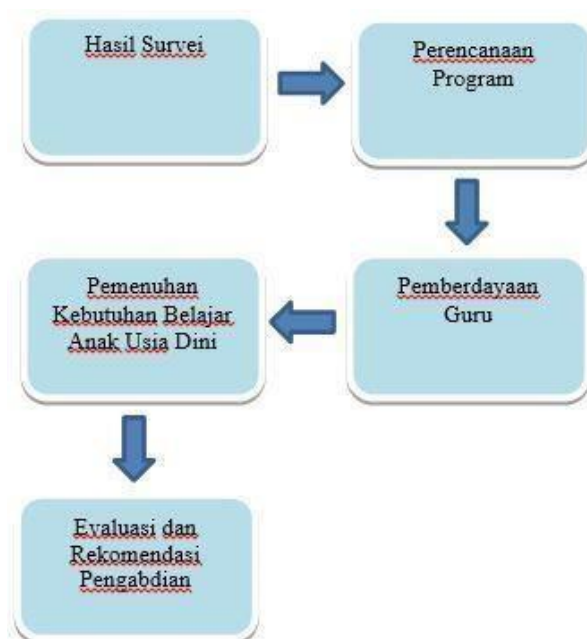 Hasil Survei
Perencanaan
Program
Pemberdayaan
Guru
Pemenuhan
Kebutuhan Belajar
Anak Usia Dini
Evaluasi dan
Rekomendasi
Pengabdian